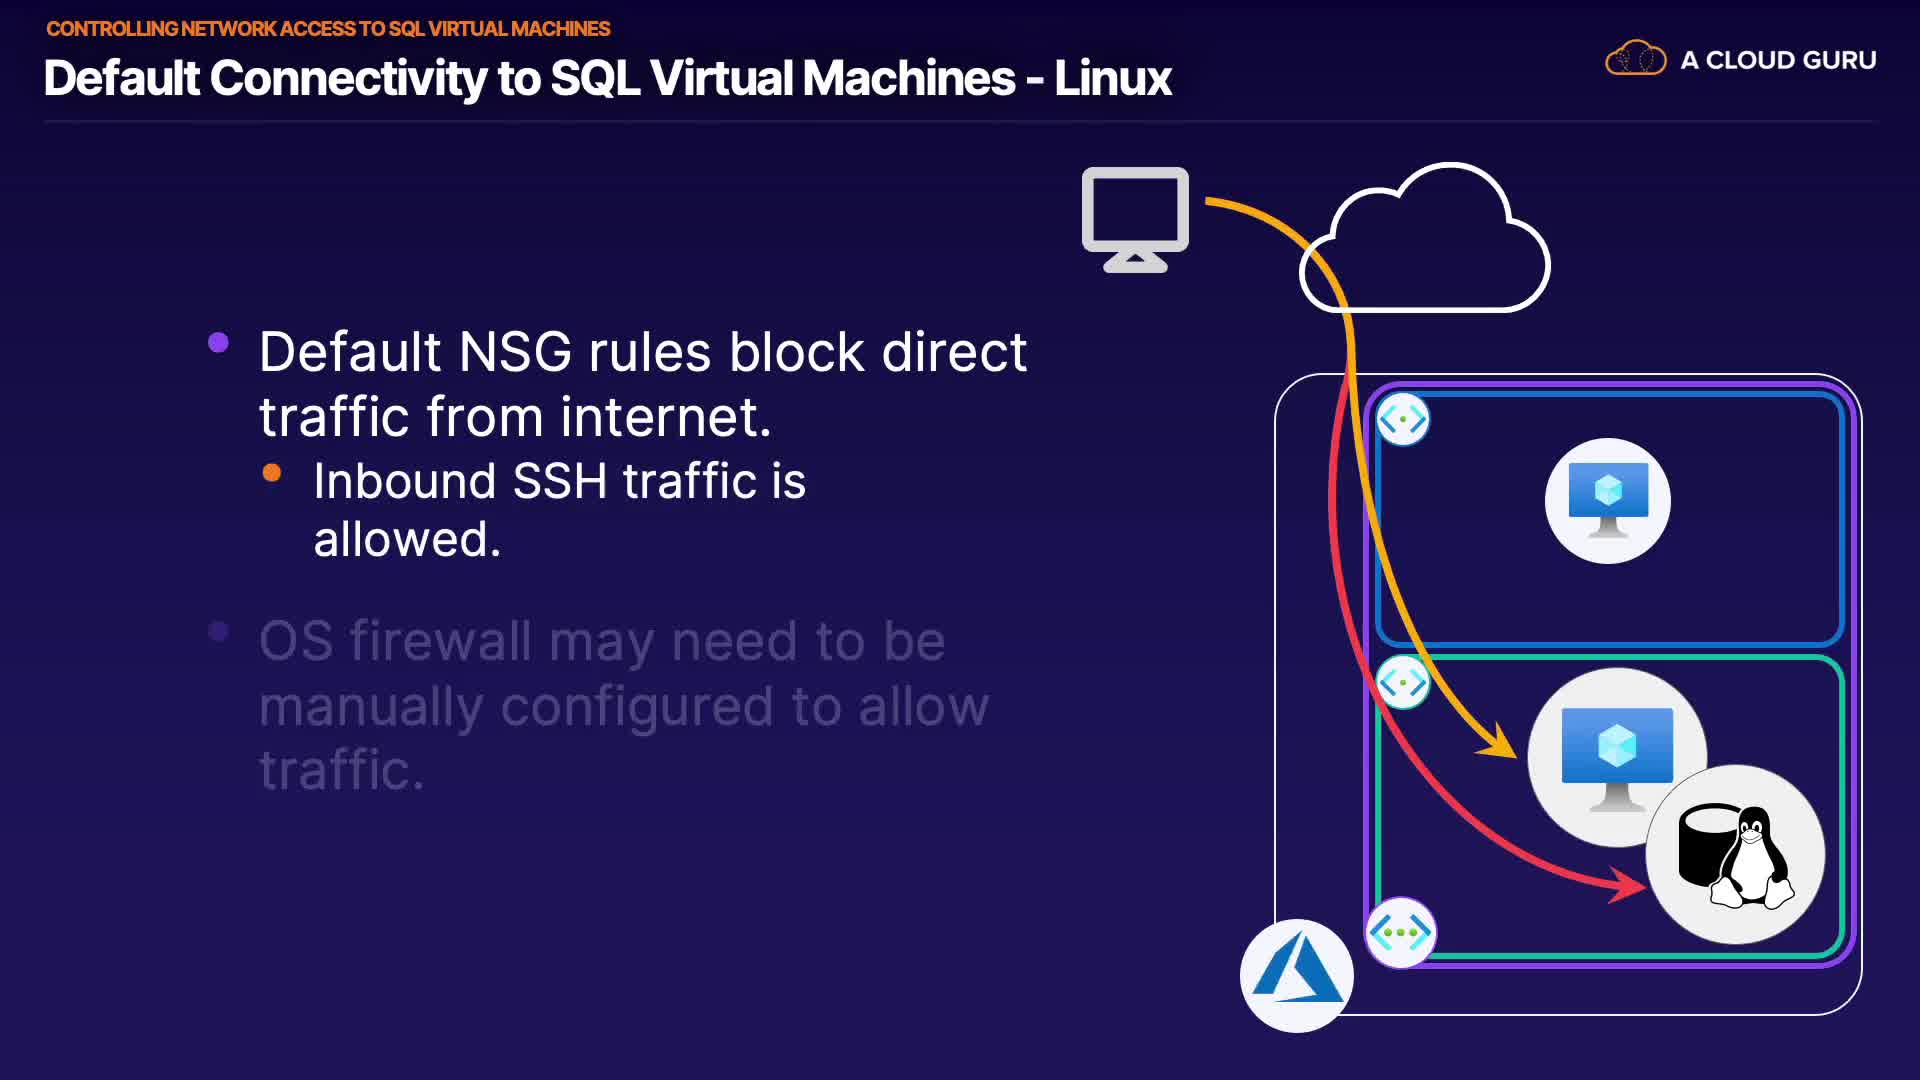 CONTROLLING NETWORK ACCESS TO SQL VIRTUAL MACHINES
Default Connectivity to SQL Virtual Machines - Linux
A CLOUD GURU
Default NSG rules block direct
traffic from internet.
Inbound SSH traffic is
allowed.
OS firewall may need to be
manually configured to allow
traffic.